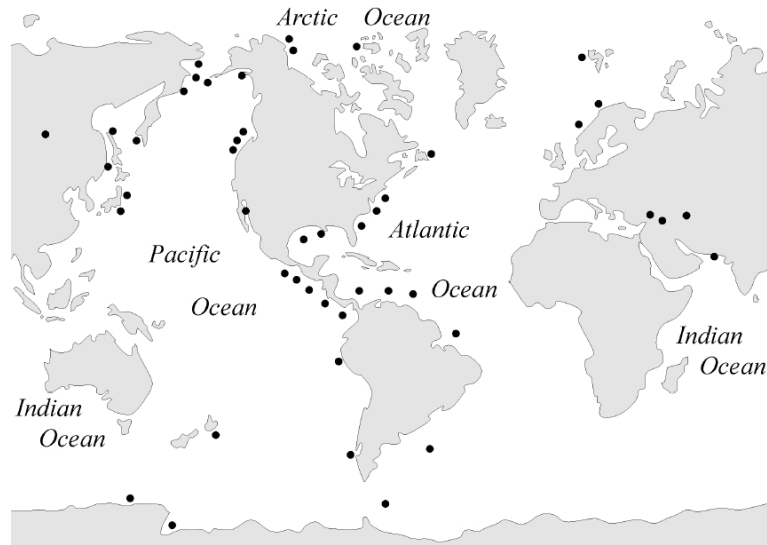 Arctic Ocean
Atlantic
Pacific
Ocean
Ocean
Indian
Ocean
Indian
Ocean